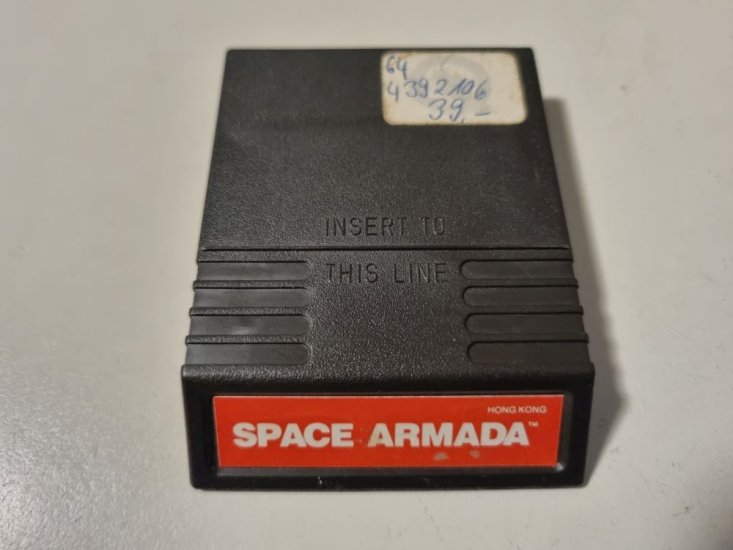 64
4392106
39,-
INSERT TO
THIS LINE
HONG KONG
SPACE ARMADA™